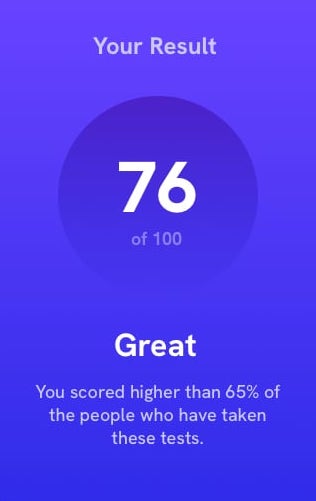 Your Result
76
of 100
Great
You scored higher than 65% of
the people who have taken
these tests.